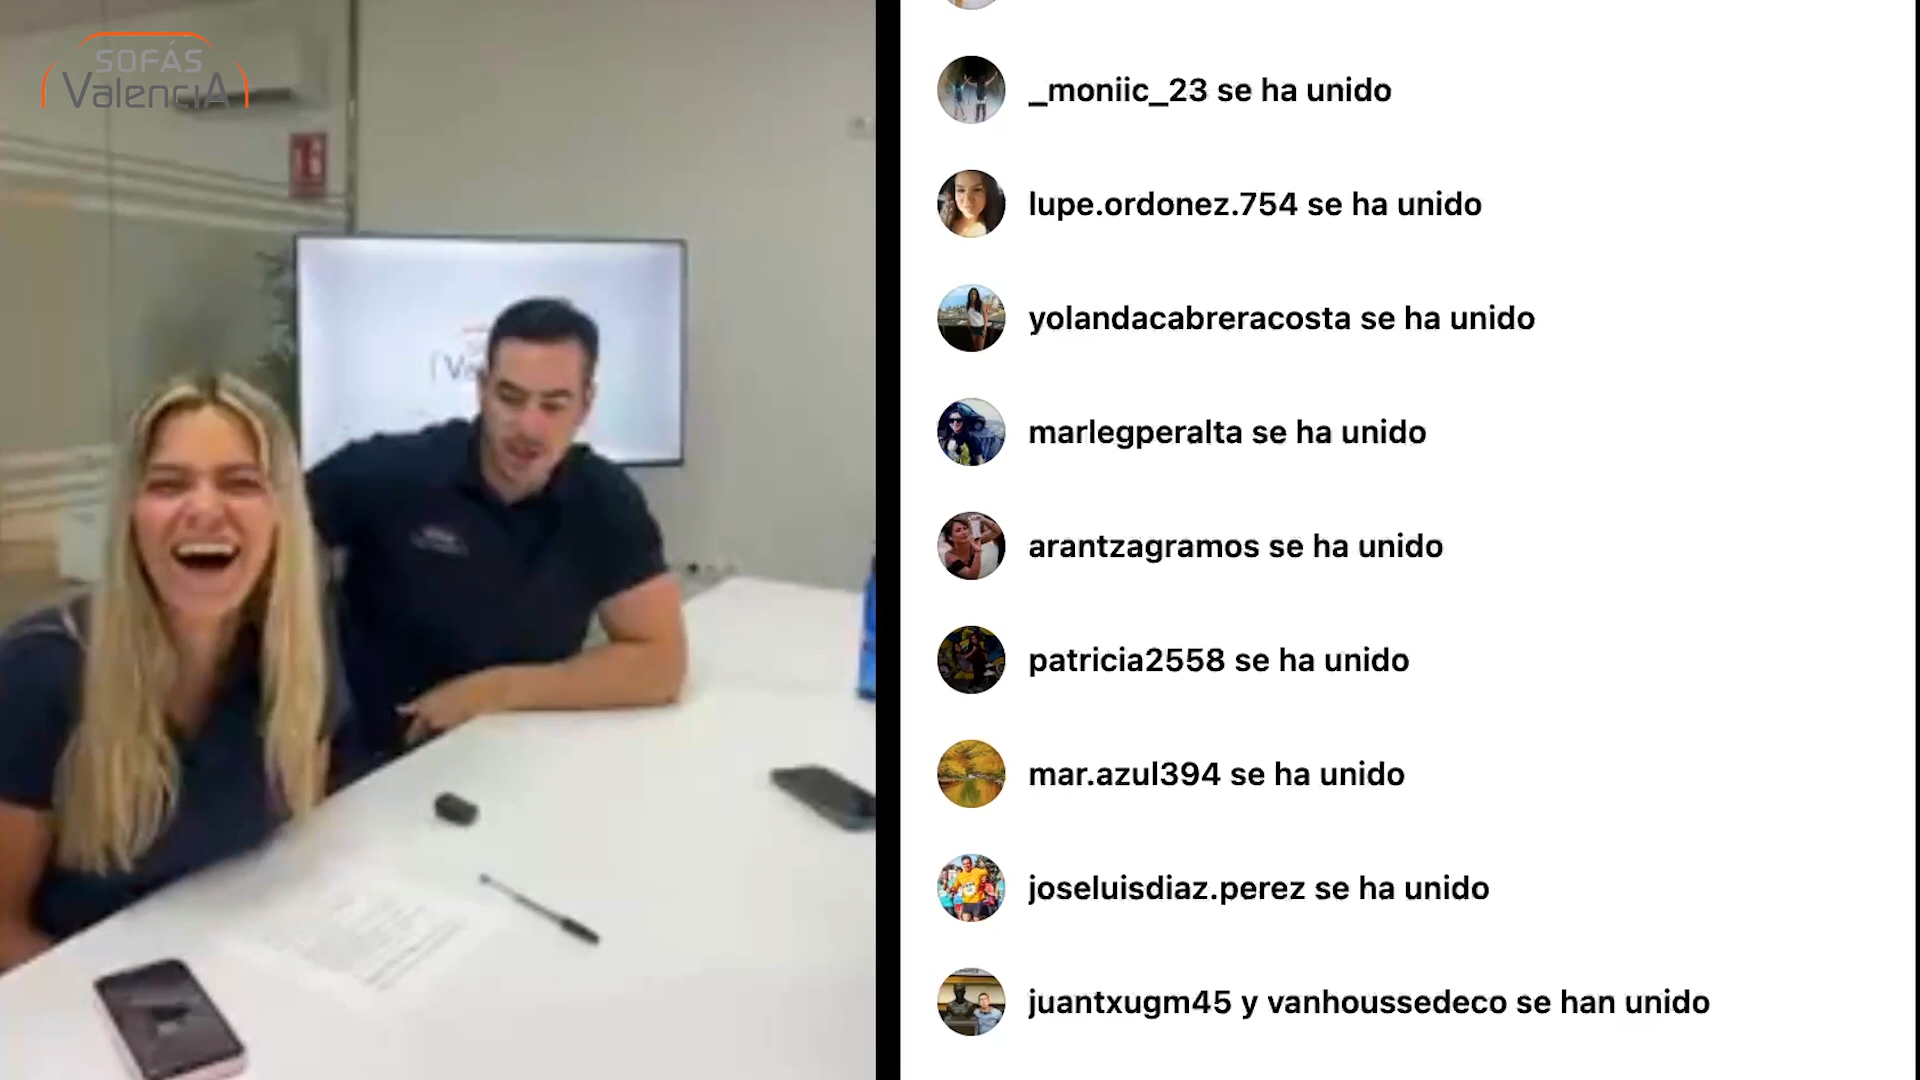 SOFÁS
ValenciA
_moniic_23 se ha unido
lupe.ordonez.754 se ha unido
yolandacabreracosta se ha unido
marlegperalta se ha unido
arantzagramos se ha unido
patricia2558 se ha unido
mar.azul394 se ha unido
joseluisdiaz.perez se ha unido
juantxugm45 y vanhoussedeco se han unido